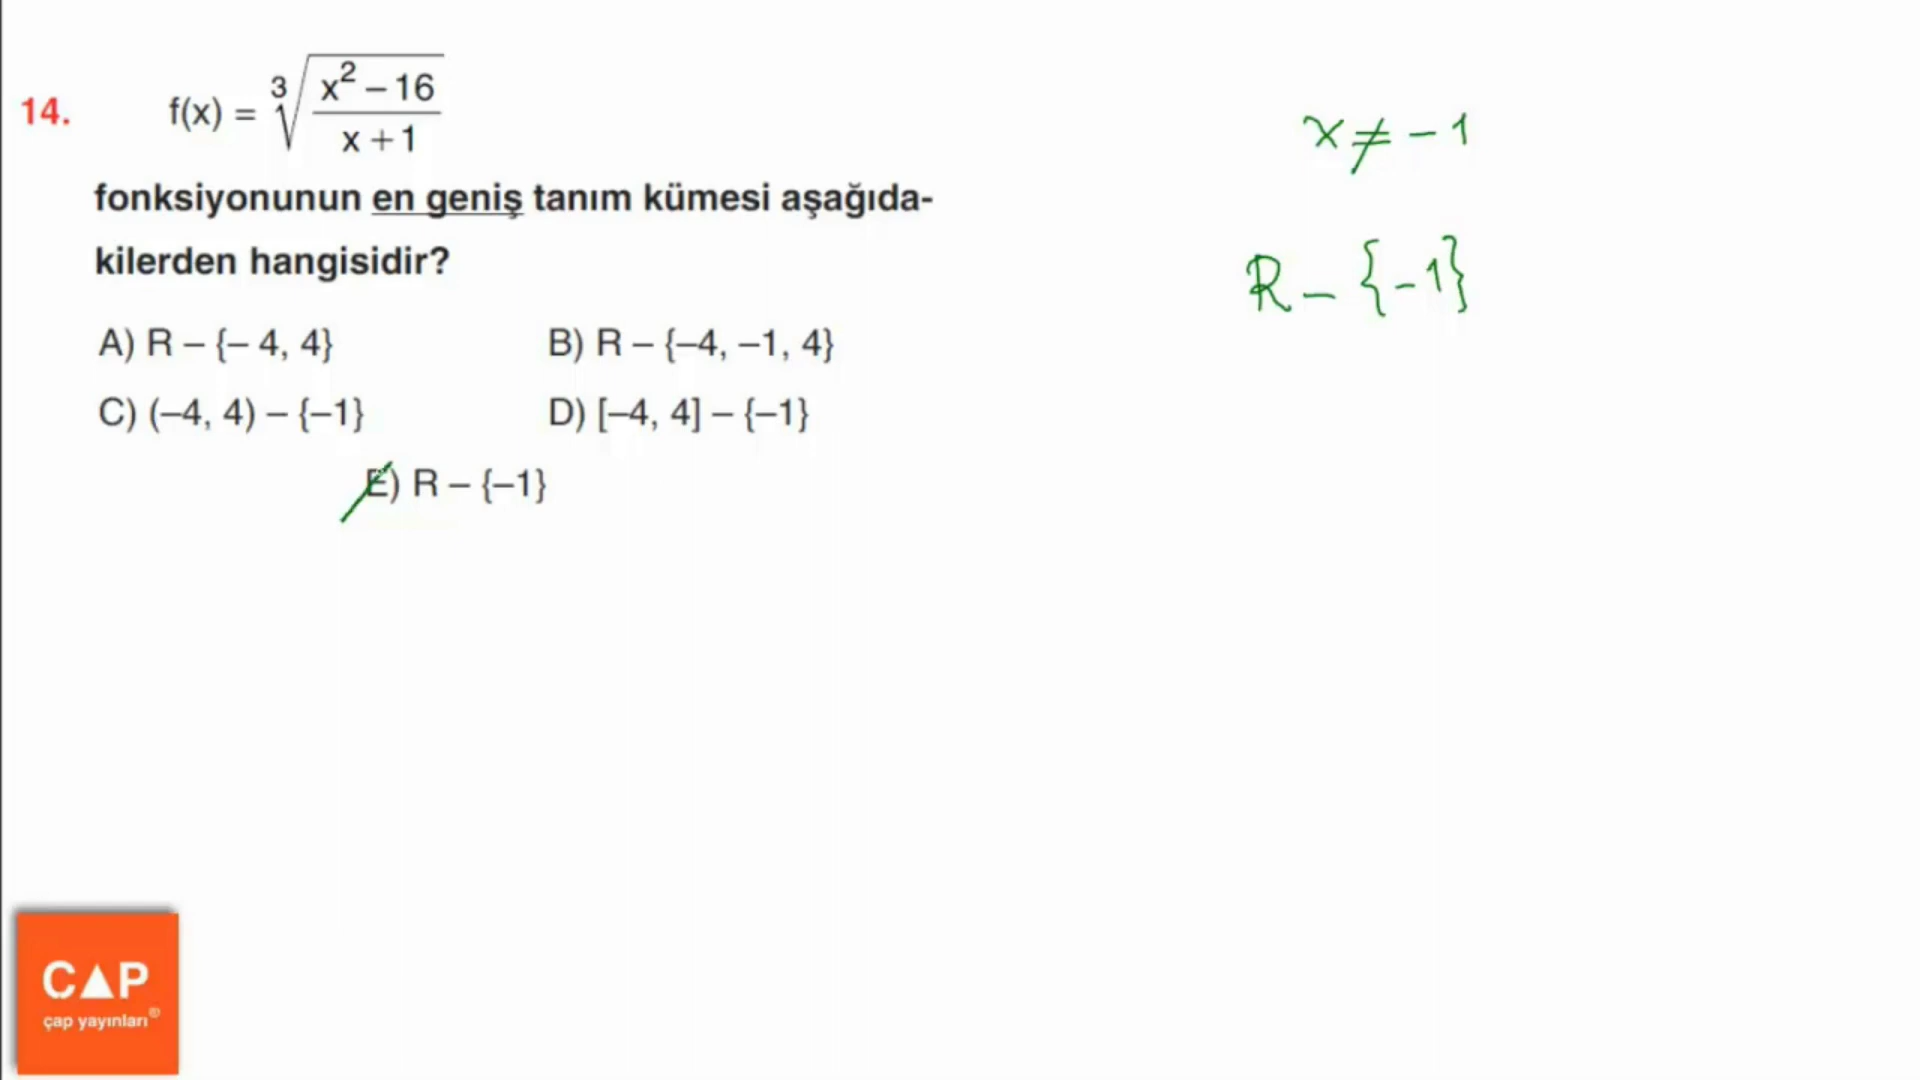 14. f(x) = ∛((x² – 16)/(x + 1))
fonksiyonunun en geniş tanım kümesi aşağıda-
kilerden hangisidir?
A) R – {– 4, 4}
B) R – {–4, –1, 4}
C) (–4, 4) – {–1}
D) [–4, 4] – {–1}
E) R – {–1}
x ≠ – 1
R – {-1}
CAP
çap yayınları®